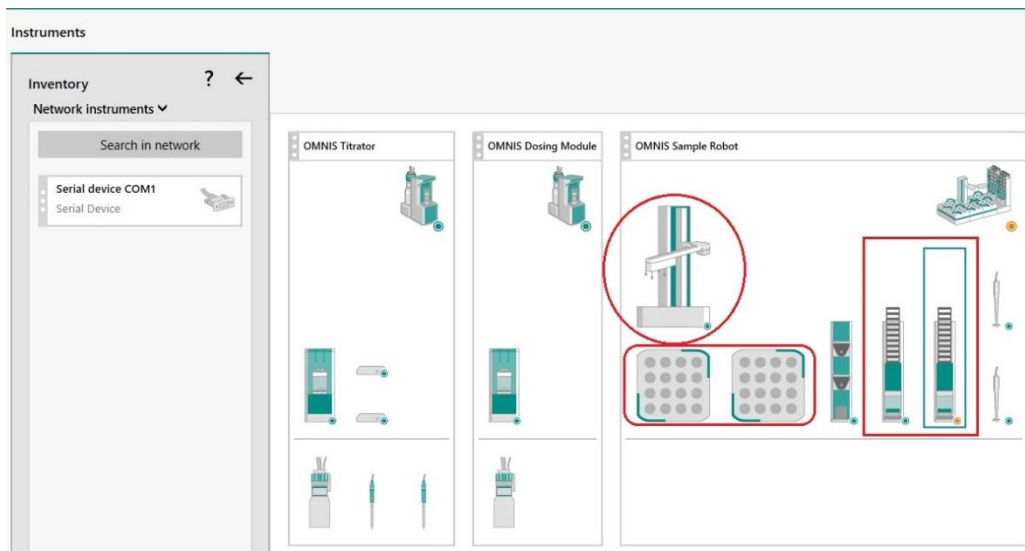 Instruments
Inventory ?
Network instruments
Search in network
Serial device COM1
Serial Device
OMNIS Titrator
OMNIS Dosing Module
OMNIS Sample Robot